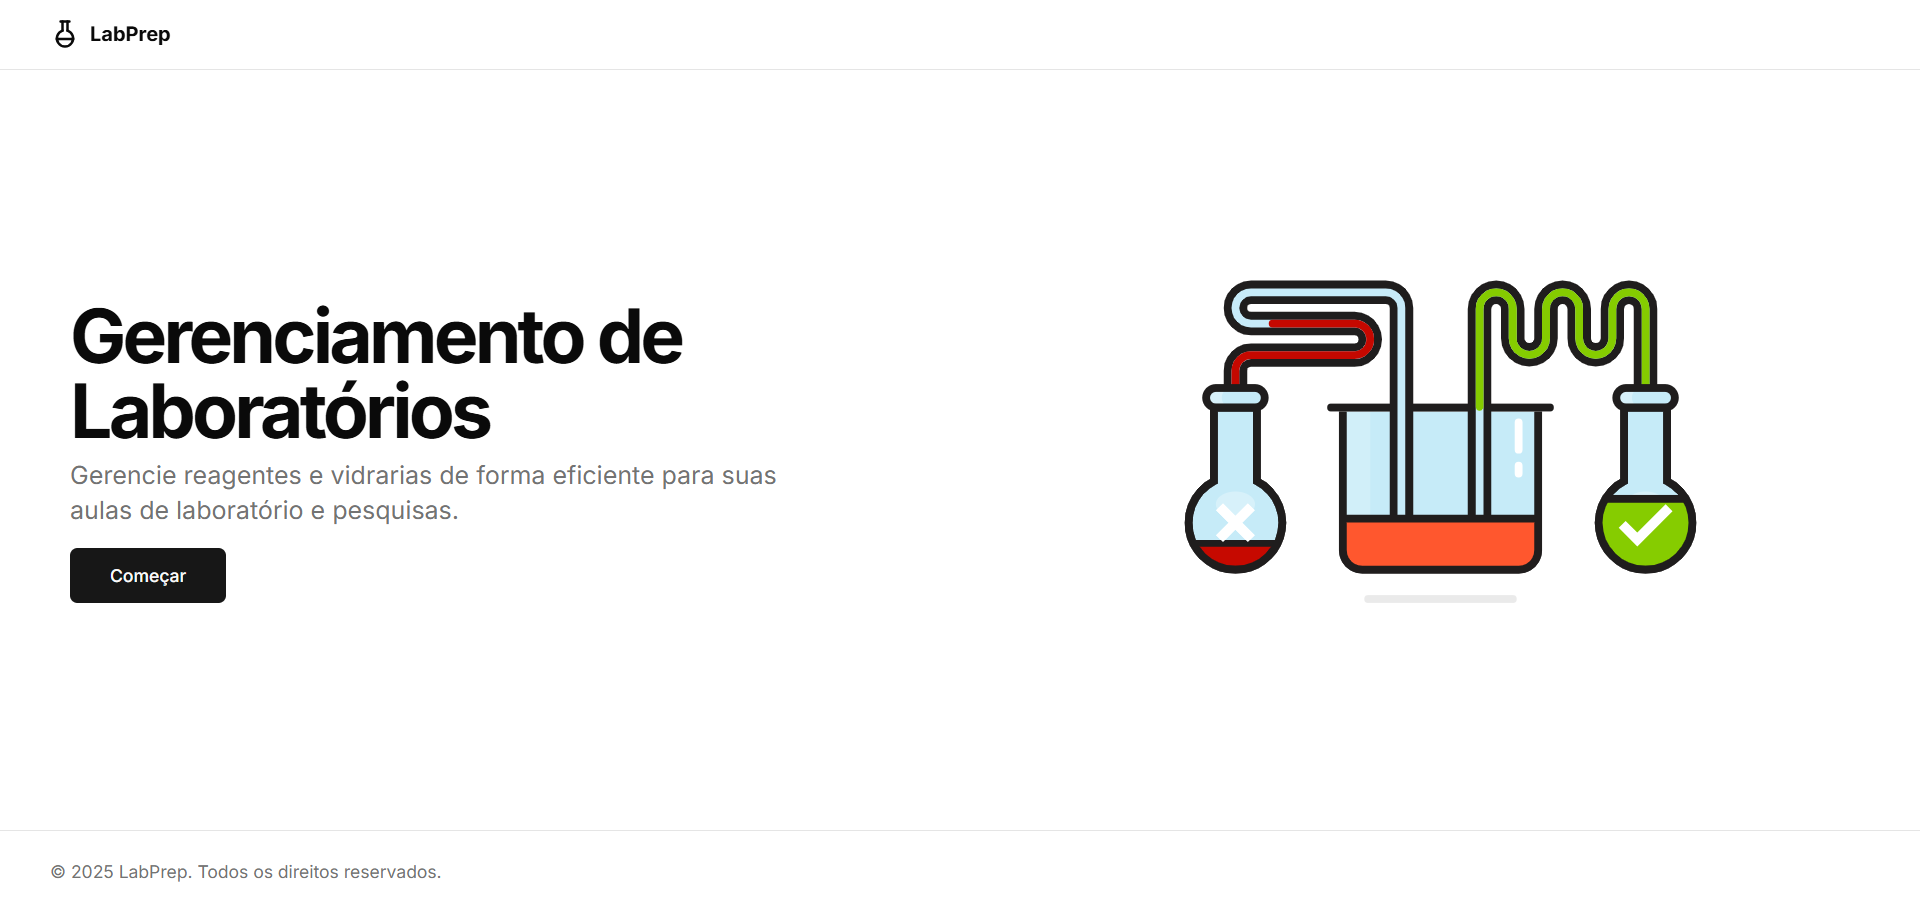 LabPrep
Gerenciamento de
Laboratórios
Gerencie reagentes e vidrarias de forma eficiente para suas
aulas de laboratório e pesquisas.
Começar
© 2025 LabPrep. Todos os direitos reservados.